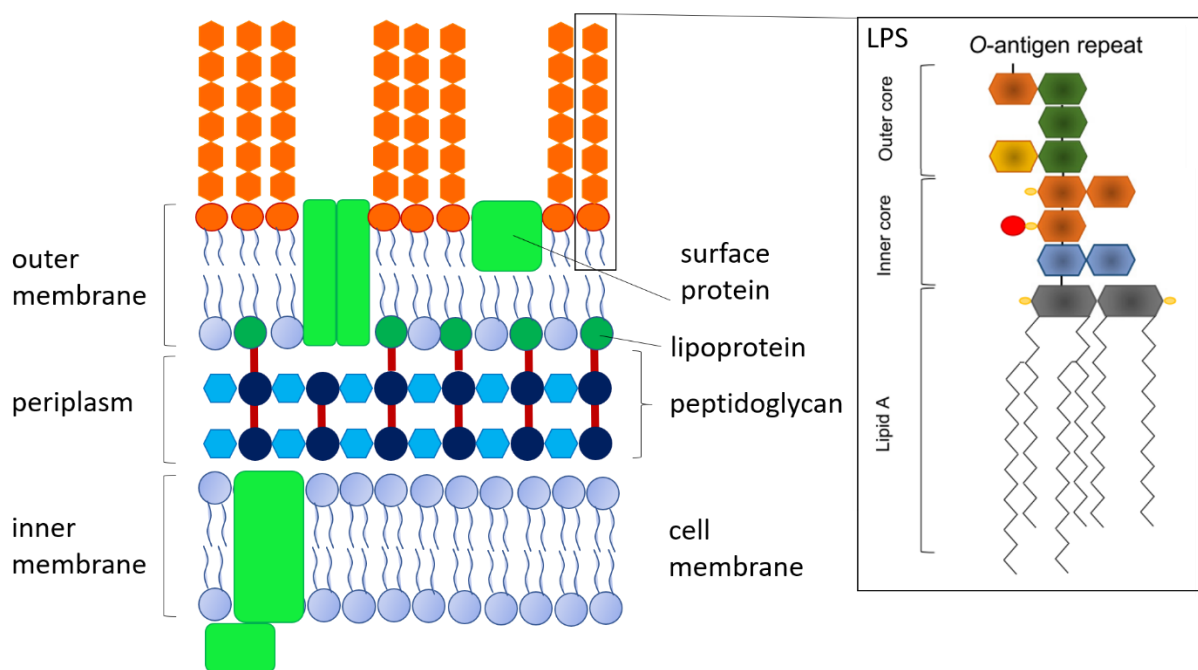 outer
membrane
periplasm
inner
membrane
surface
protein
lipoprotein
peptidoglycan
cell
membrane
LPS
O-antigen repeat
Outer core
Inner core
Lipid A